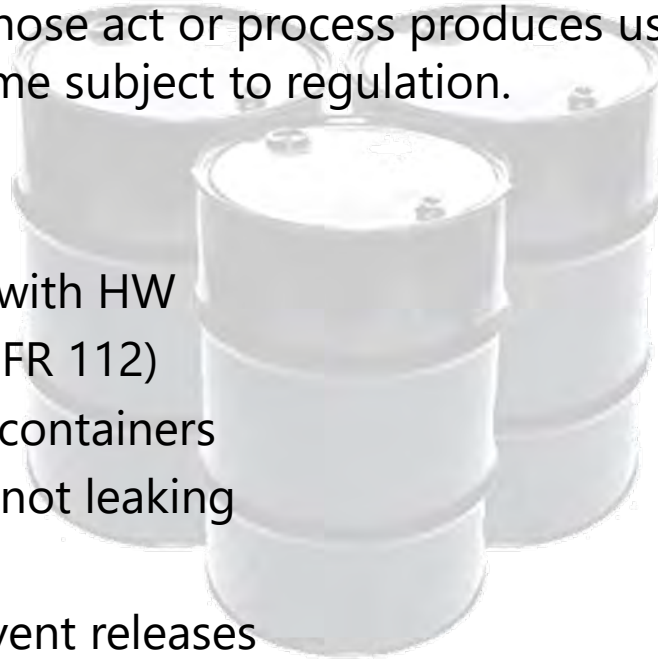 hose act or process produces us
me subject to regulation.
with HW
FR 112)
containers
not leaking
vent releases